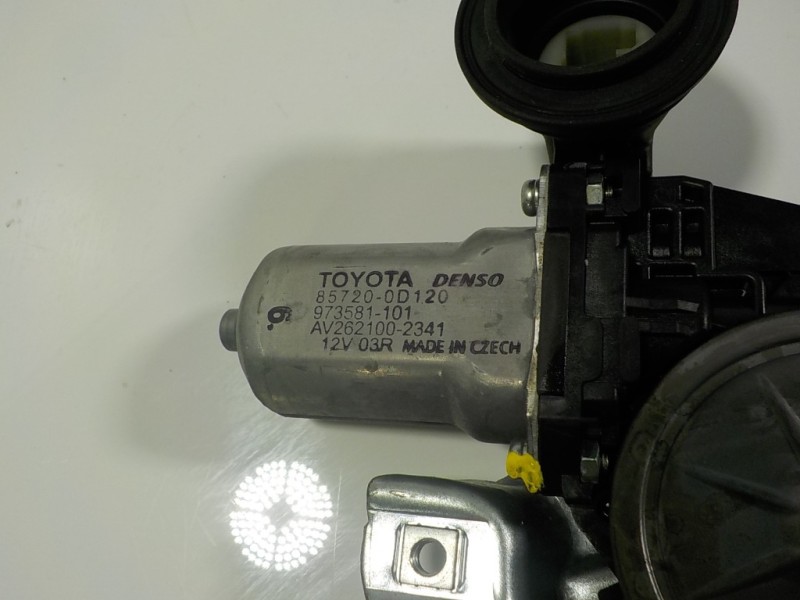 TOYOTA DENSO
85720-0D120
973581-101
AV262100-2341
12V 03R MADE IN CZECH